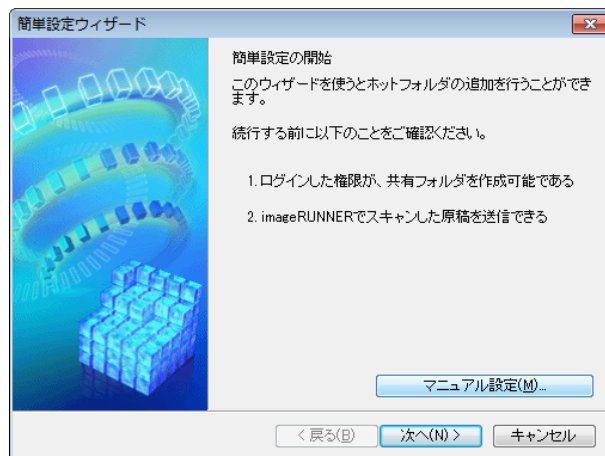 簡単設定ウィザード
簡単設定の開始
このウィザードを使うとホットフォルダの追加を行うことができ
ます。
続行する前に以下のことをご確認ください。
1.ログインした権限が、共有フォルダを作成可能である
2. imageRUNNERでスキャンした原稿を送信できる
マニュアル設定(M)...
< 戻る(B) 次へ(N) > キャンセル